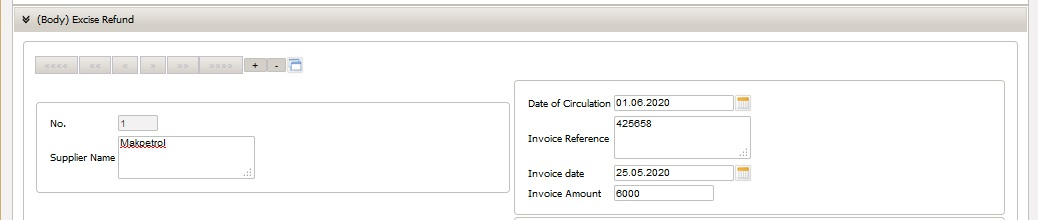 (Body) Excise Refund
<<<< << < > >> >>>> + -
No. 1
Supplier Name Makpetrol
Date of Circulation 01.06.2020
Invoice Reference 425658
Invoice date 25.05.2020
Invoice Amount 6000